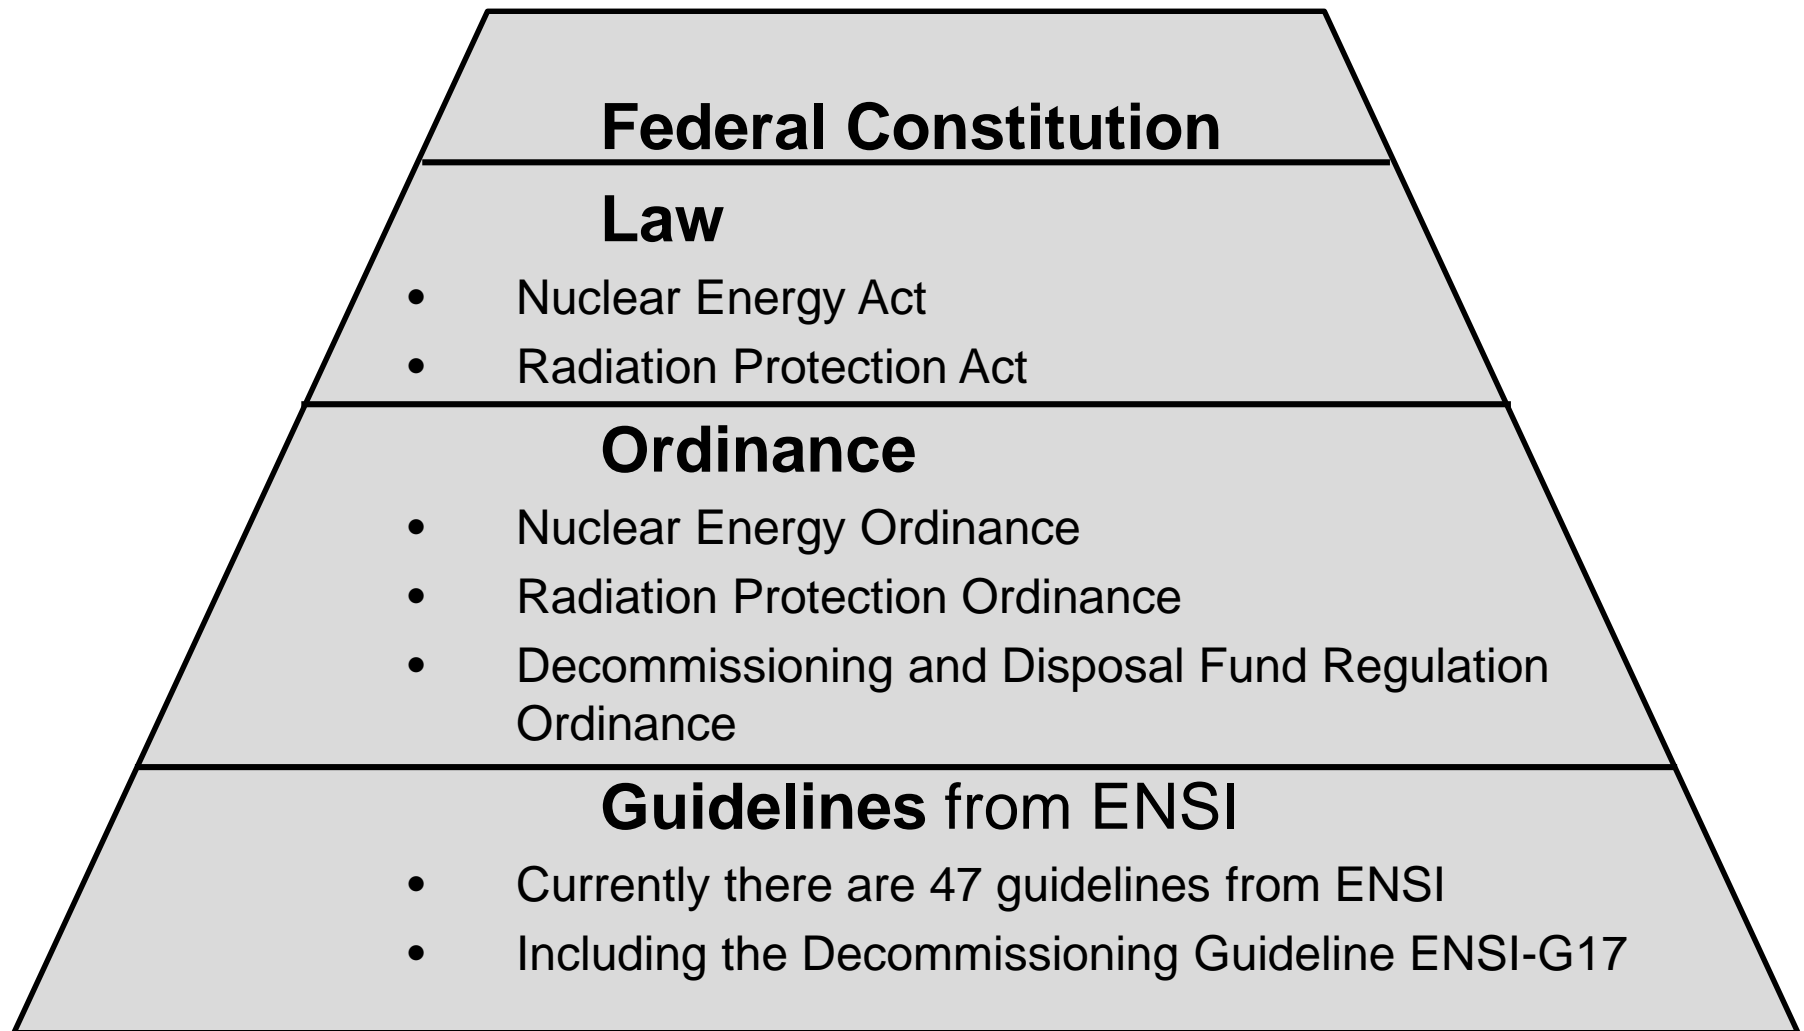 Federal Constitution
Law
• Nuclear Energy Act
• Radiation Protection Act
Ordinance
• Nuclear Energy Ordinance
• Radiation Protection Ordinance
• Decommissioning and Disposal Fund Regulation
Ordinance
Guidelines from ENSI
• Currently there are 47 guidelines from ENSI
• Including the Decommissioning Guideline ENSI-G17